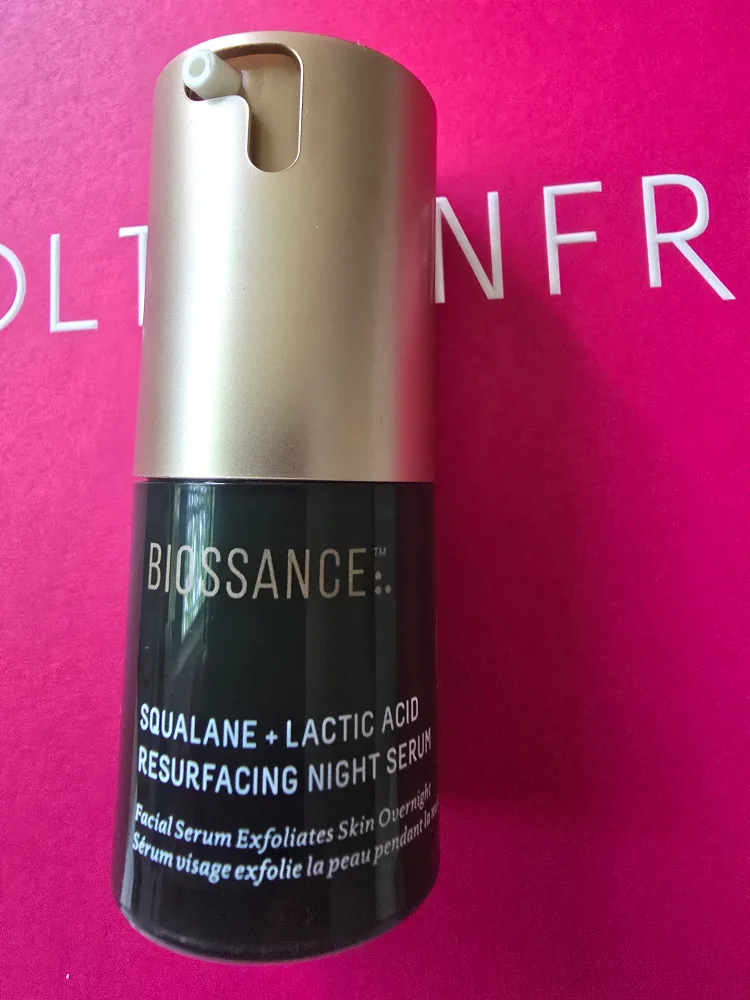 OLT NFR
BIOSSANCE™
SQUALANE + LACTIC ACID
RESURFACING NIGHT SERUM
Facial Serum Exfoliates Skin Overnight
Sérum visage exfolie la peau pendant la